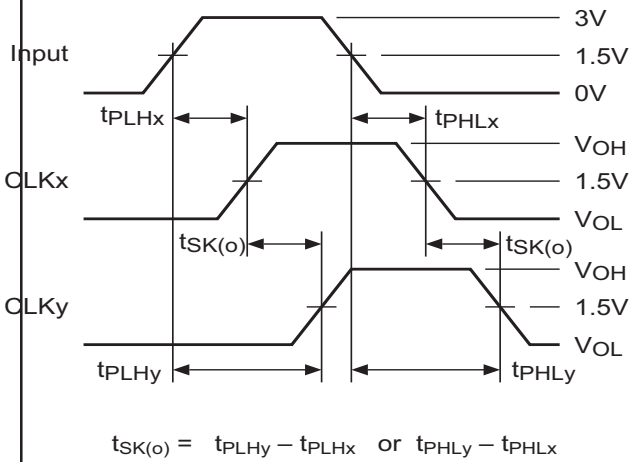 3V
Input
1.5V
0V
tPLHx
tPHLx
VOH
CLKx
1.5V
VOL
tSK(o)
tSK(o)
VOH
CLKy
1.5V
VOL
tPLHy
tPHLy
tSK(o) = tPLHy – tPLHx or tPHLy – tPHLx